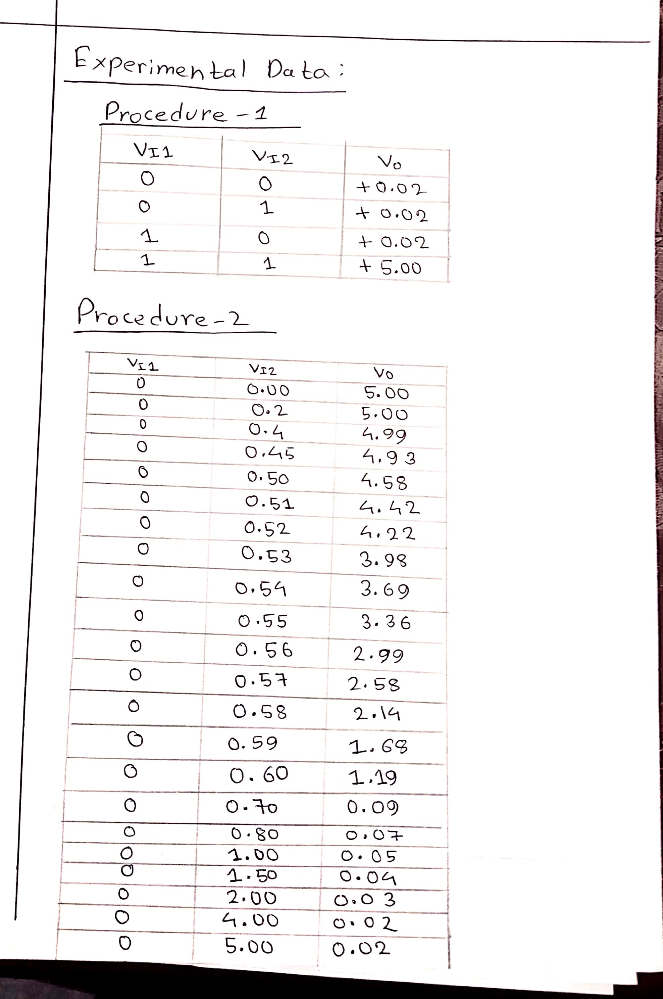 Experimental Data:
Procedure - 1
VI1 VI2 Vo
0 0 +0.02
0 1 + 0.02
1 0 + 0.02
1 1 + 5.00
Procedure-2
VI1 VI2 Vo
0 0.00 5.00
0 0.2 5.00
0 0.4 4.99
0 0.45 4.93
0 0.50 4.58
0 0.51 4.42
0 0.52 4.22
0 0.53 3.98
0 0.54 3.69
0 0.55 3.36
0 0.56 2.99
0 0.57 2.58
0 0.58 2.14
0 0.59 1.68
0 0.60 1.19
0 0.70 0.09
0 0.80 0.07
0 1.00 0.05
0 1.50 0.04
0 2.00 0.03
0 4.00 0.02
0 5.00 0.02